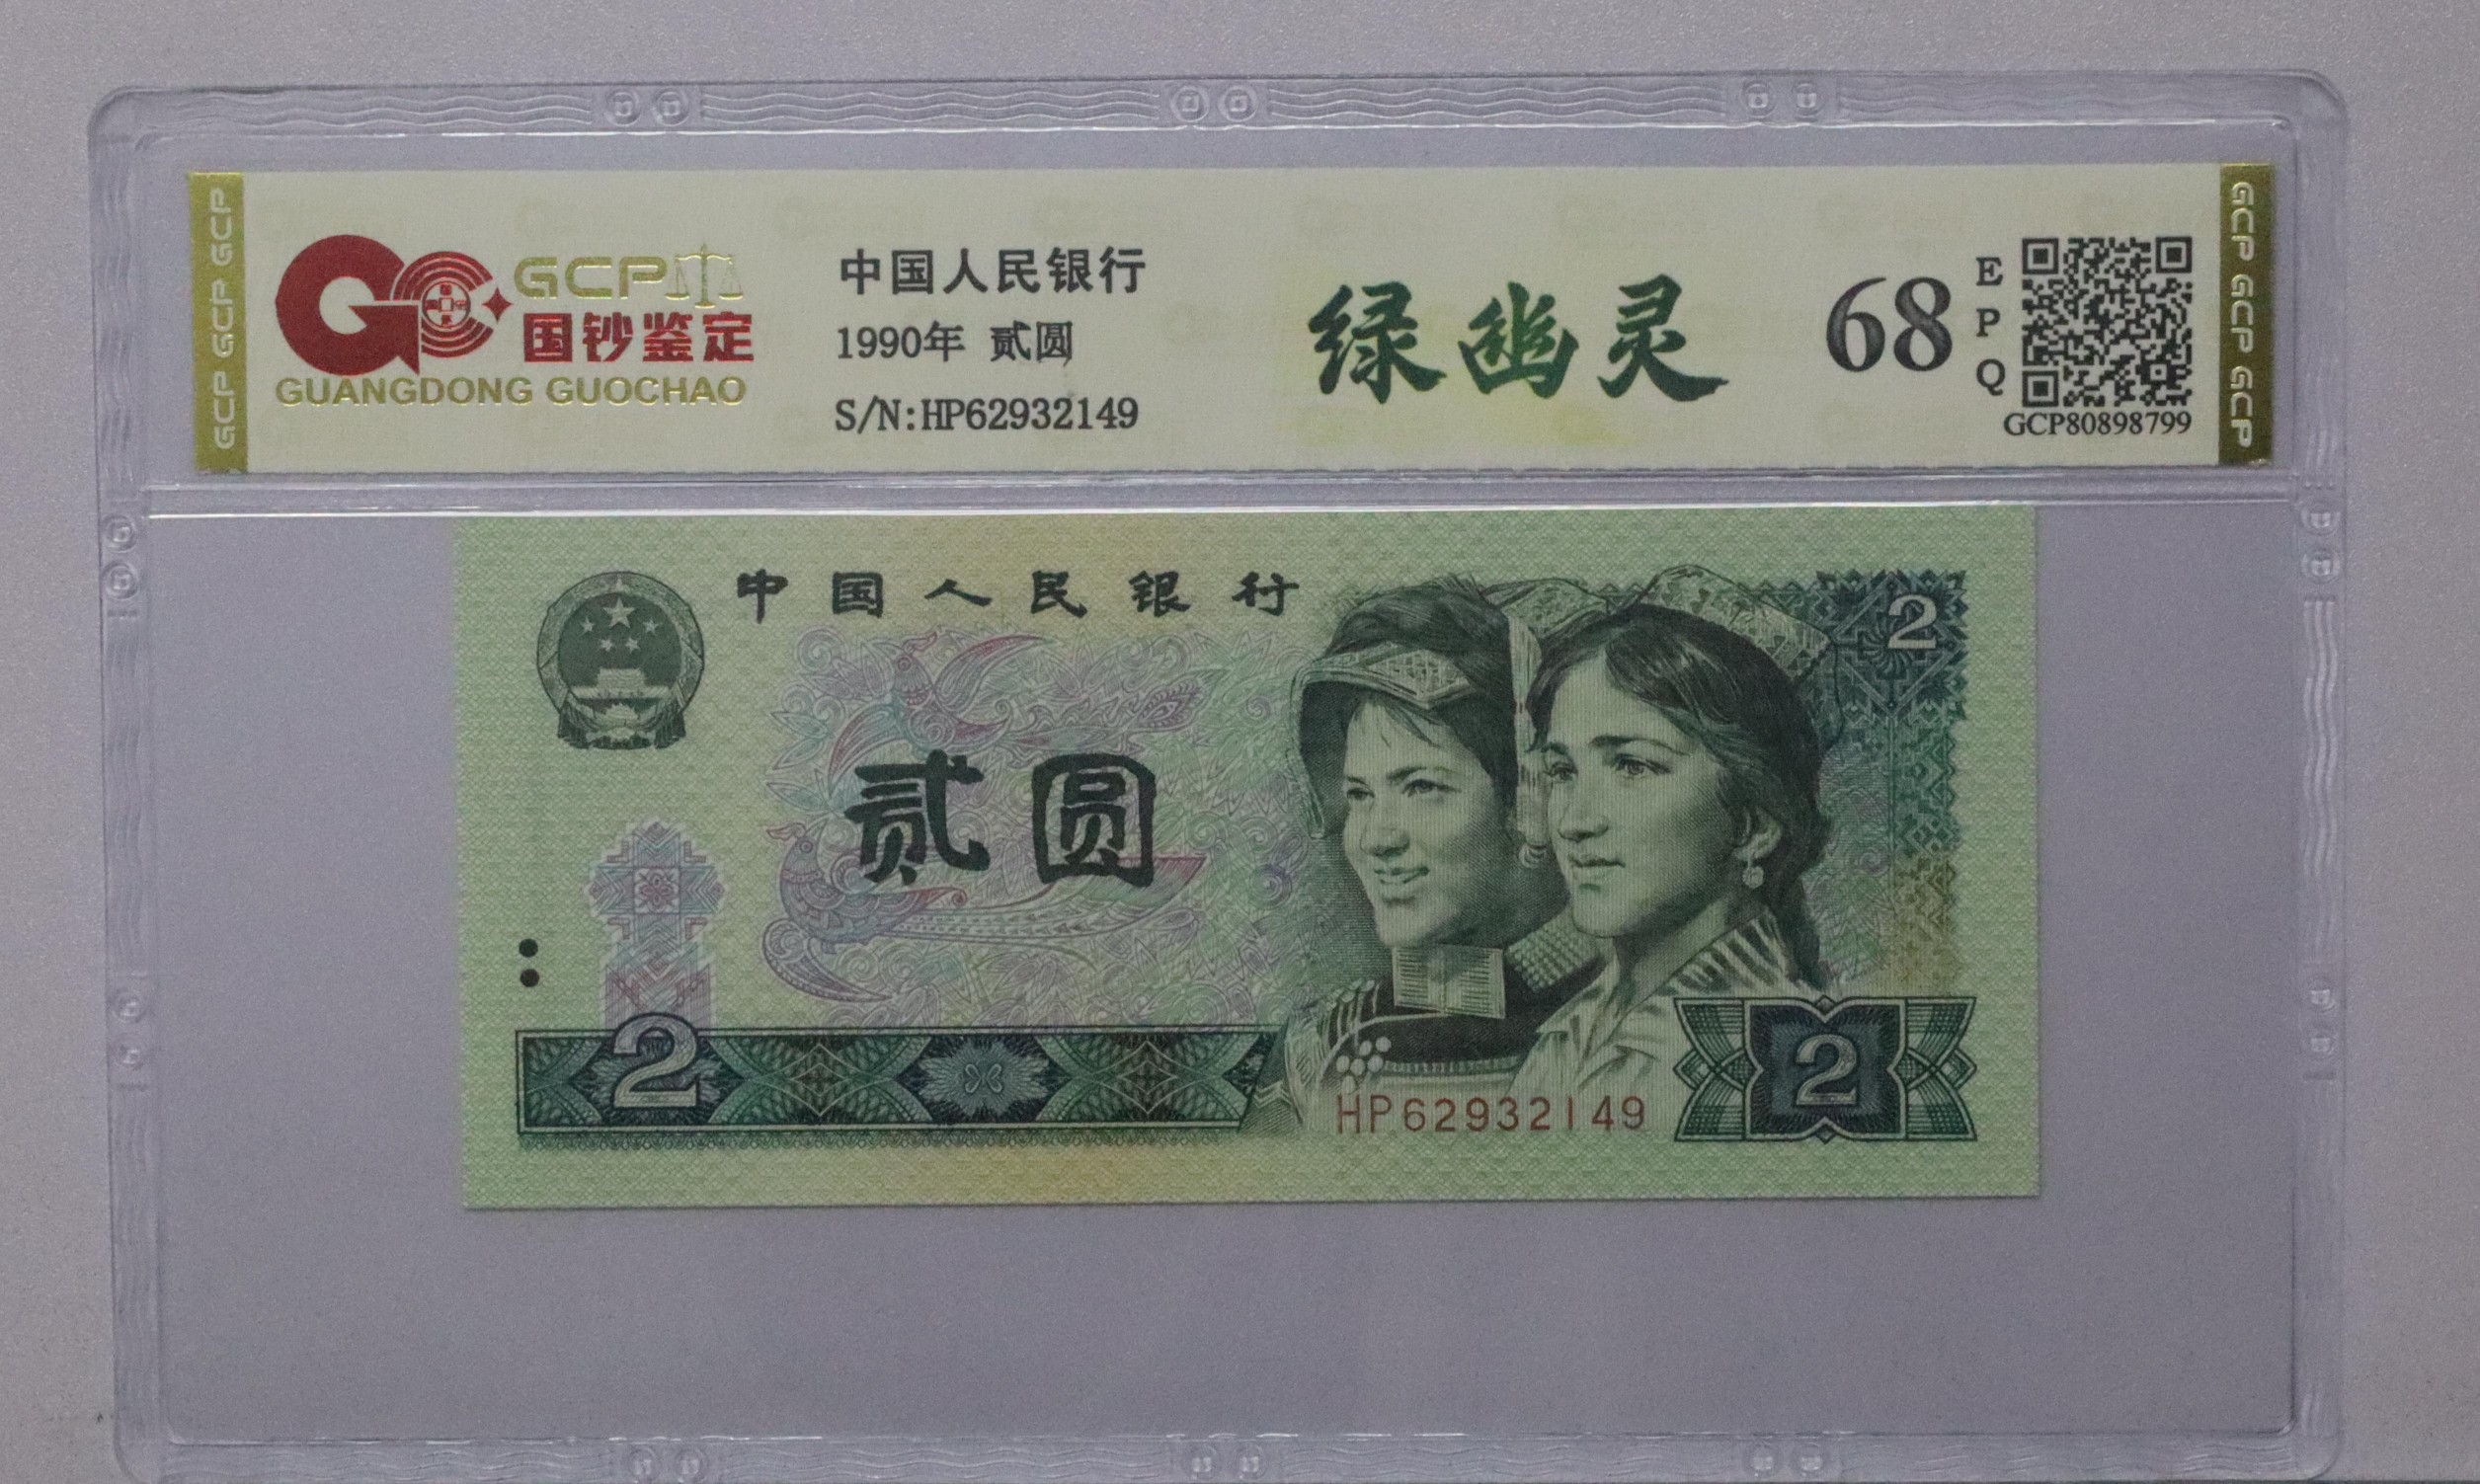 GCP GCP GCP
GCP
国钞鉴定
GUANGDONG GUOCHAO
中国人民银行
1990年 贰圆
S/N:HP62932149
绿幽灵
68
EPQ
GCP80898799
GCP GCP GCP
中国人民银行
2
贰圆
2
HP62932149
2